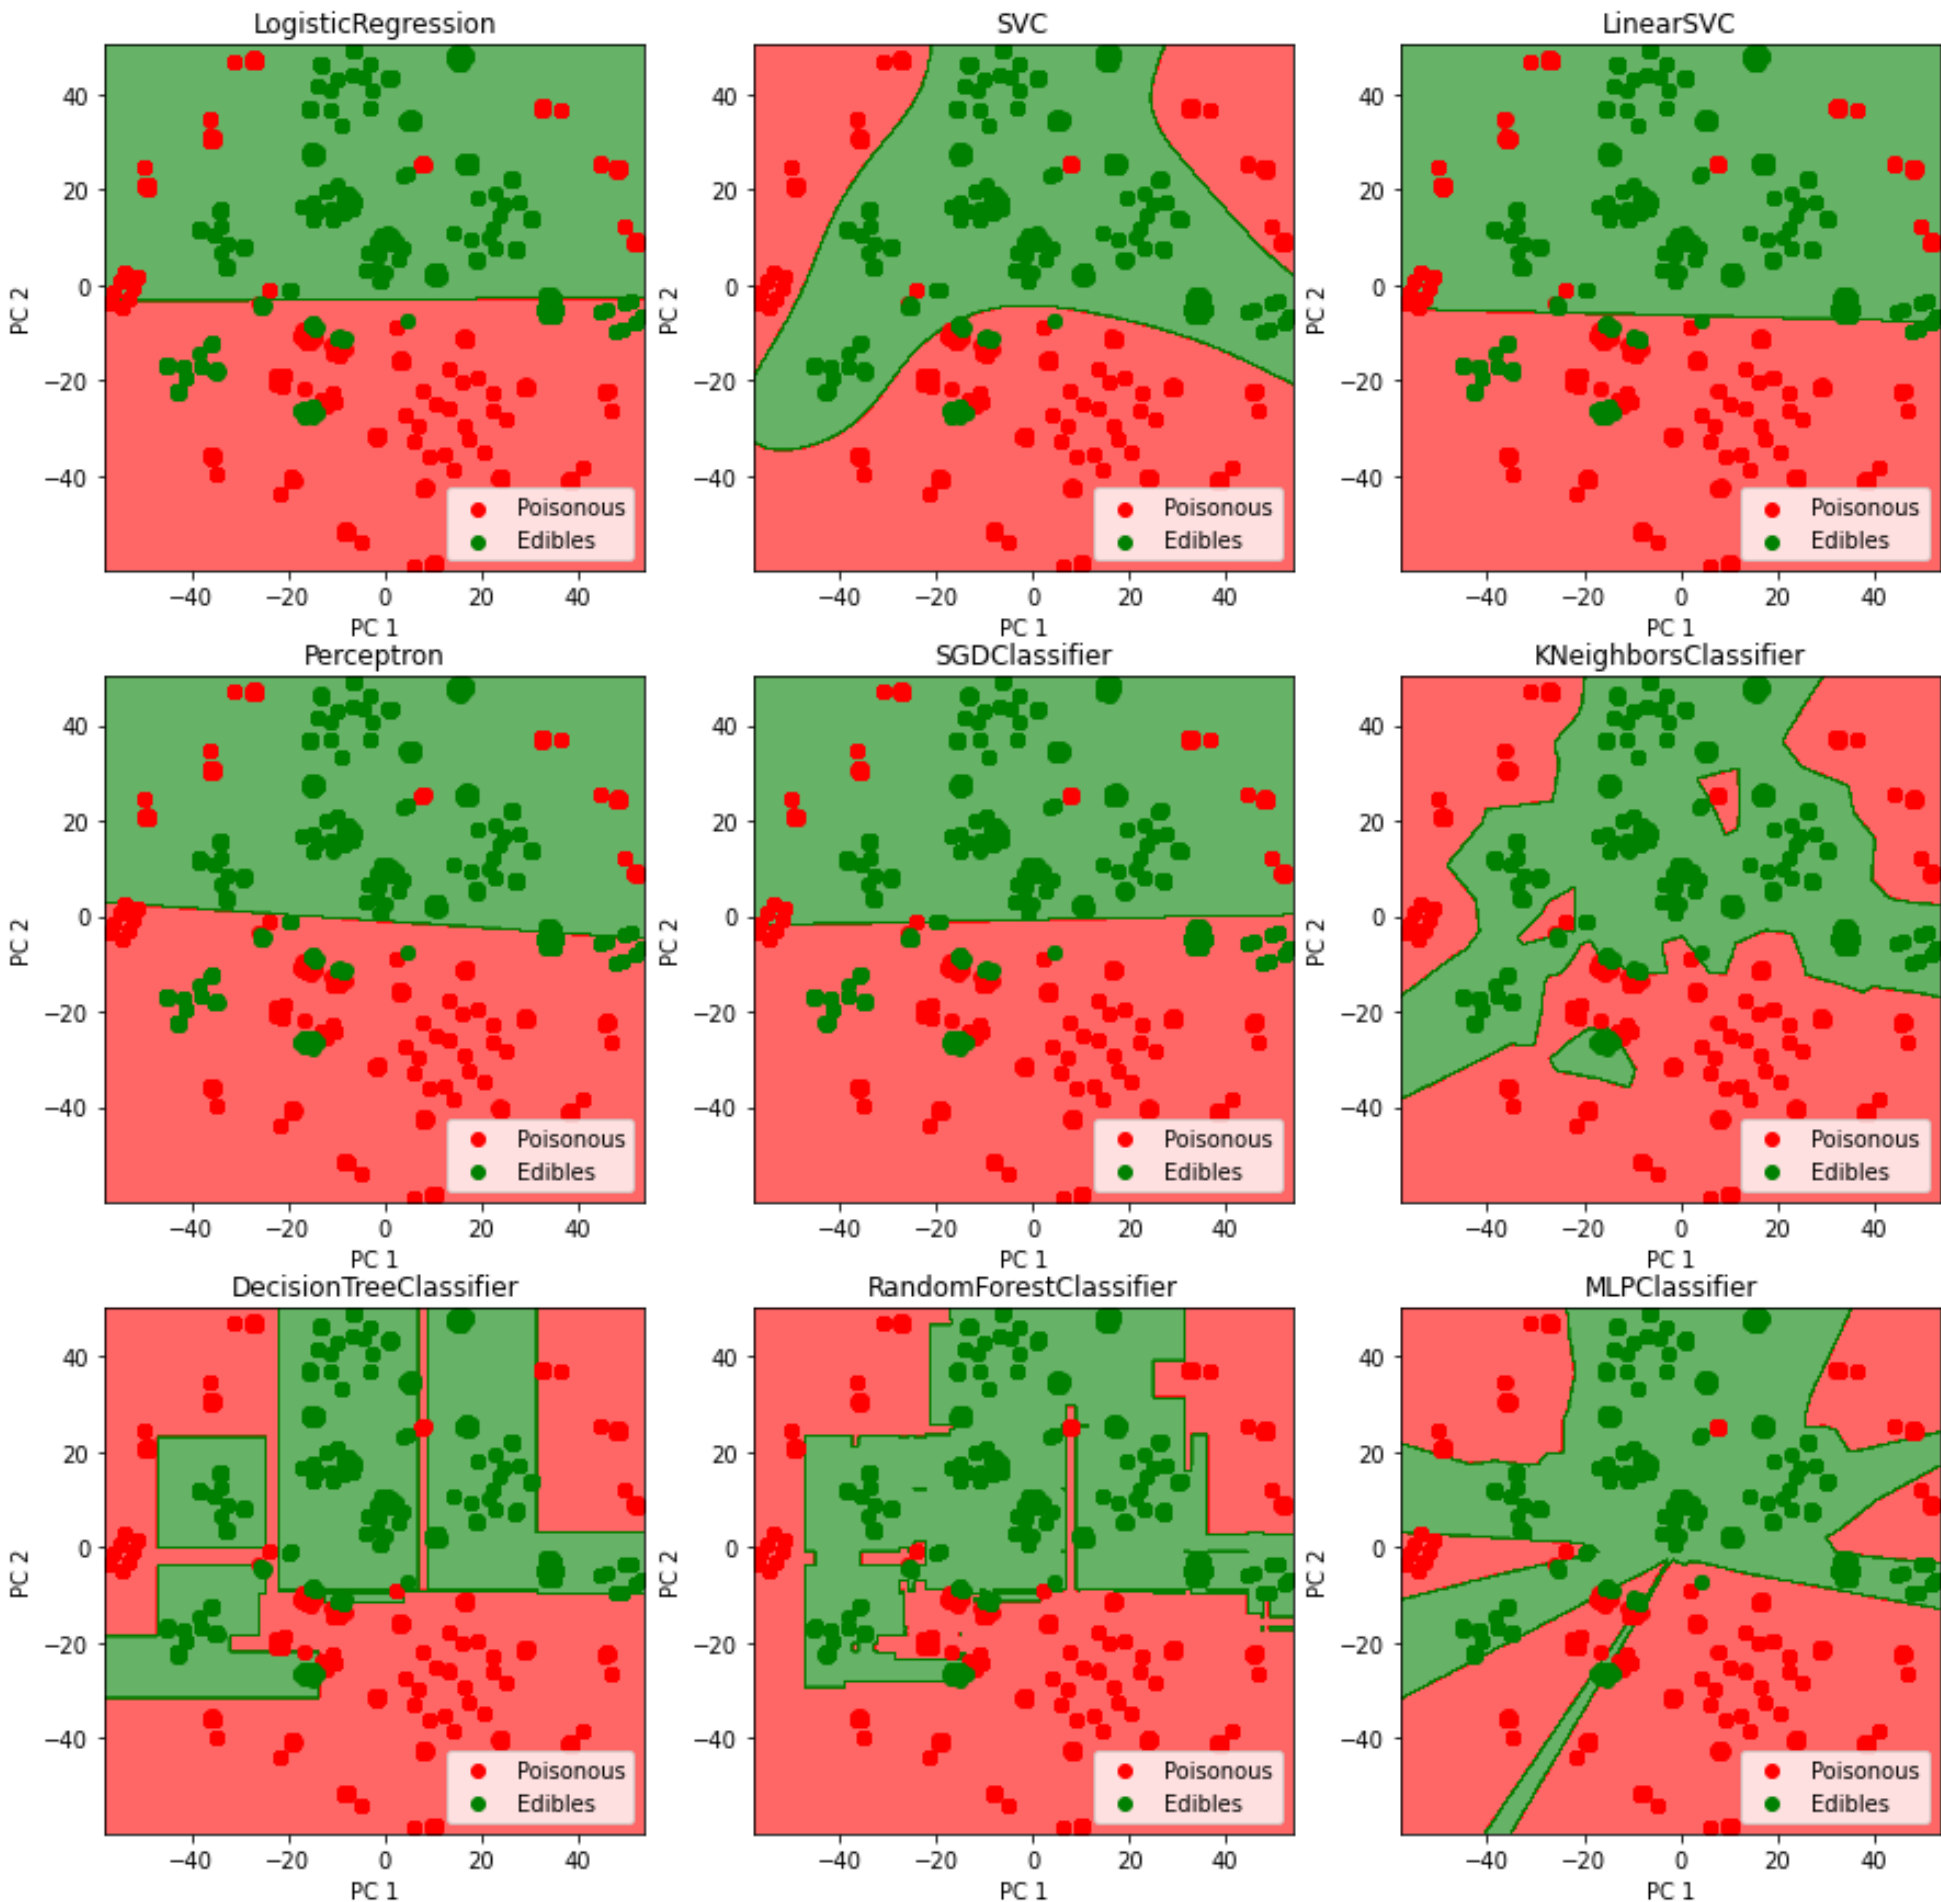 LogisticRegression
PC 2
40
20
0
−20
−40
−40
−20
0
20
40
PC 1
Poisonous
Edibles
SVC
PC 2
40
20
0
−20
−40
−40
−20
0
20
40
PC 1
Poisonous
Edibles
LinearSVC
PC 2
40
20
0
−20
−40
−40
−20
0
20
40
PC 1
Poisonous
Edibles
Perceptron
PC 2
40
20
0
−20
−40
−40
−20
0
20
40
PC 1
Poisonous
Edibles
SGDClassifier
PC 2
40
20
0
−20
−40
−40
−20
0
20
40
PC 1
Poisonous
Edibles
KNeighborsClassifier
PC 2
40
20
0
−20
−40
−40
−20
0
20
40
PC 1
Poisonous
Edibles
DecisionTreeClassifier
PC 2
40
20
0
−20
−40
−40
−20
0
20
40
PC 1
Poisonous
Edibles
RandomForestClassifier
PC 2
40
20
0
−20
−40
−40
−20
0
20
40
PC 1
Poisonous
Edibles
MLPClassifier
PC 2
40
20
0
−20
−40
−40
−20
0
20
40
PC 1
Poisonous
Edibles